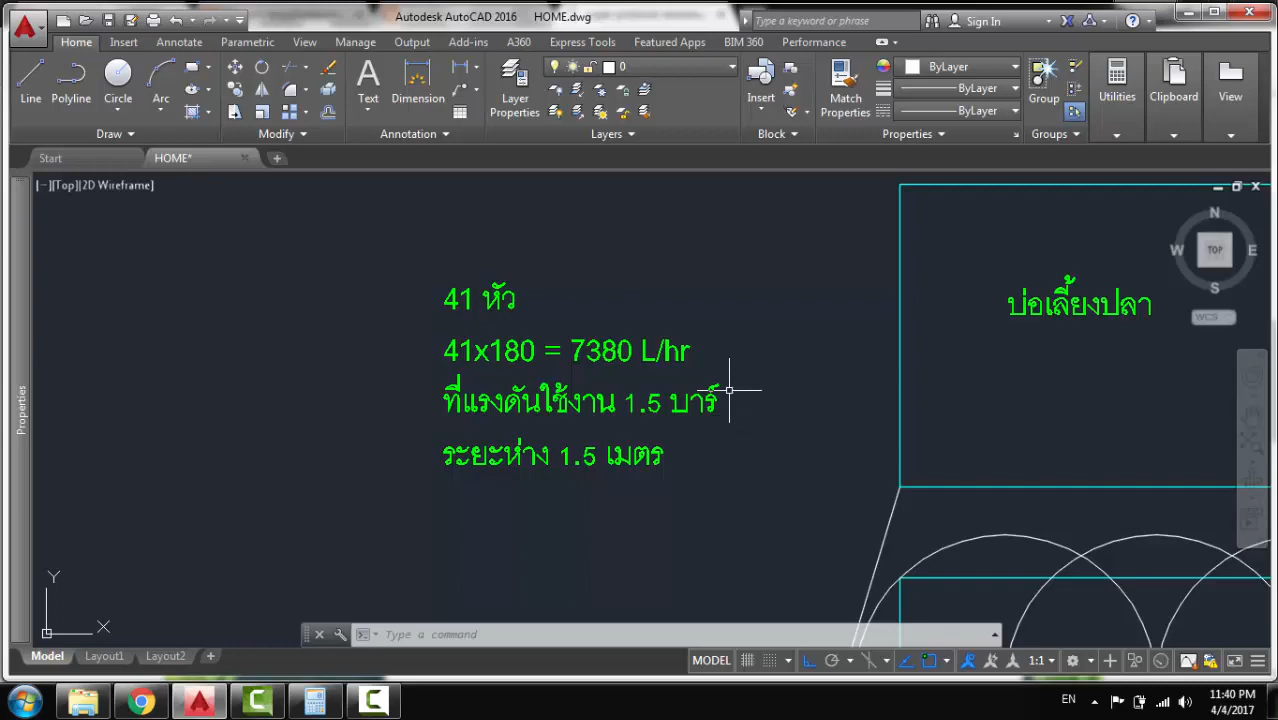 Autodesk AutoCAD 2016 HOME.dwg
Type a keyword or phrase
Sign In
Home Insert Annotate Parametric View Manage Output Add-ins A360 Express Tools Featured Apps BIM 360 Performance
Line Polyline Circle Arc
Text Dimension
Layer Properties
0
Insert
Match Properties
ByLayer
ByLayer
ByLayer
Group
Utilities
Clipboard
View
Draw Modify Annotation Layers Block Properties Groups
Start HOME*
[−][Top][2D Wireframe]
N
W TOP E
S
WCS
Properties
41 หัว
41x180 = 7380 L/hr
ที่แรงดันใช้งาน 1.5 บาร์
ระยะห่าง 1.5 เมตร
บ่อเลี้ยงปลา
Y
X
Type a command
Model Layout1 Layout2
MODEL 1:1
EN
11:40 PM
4/4/2017